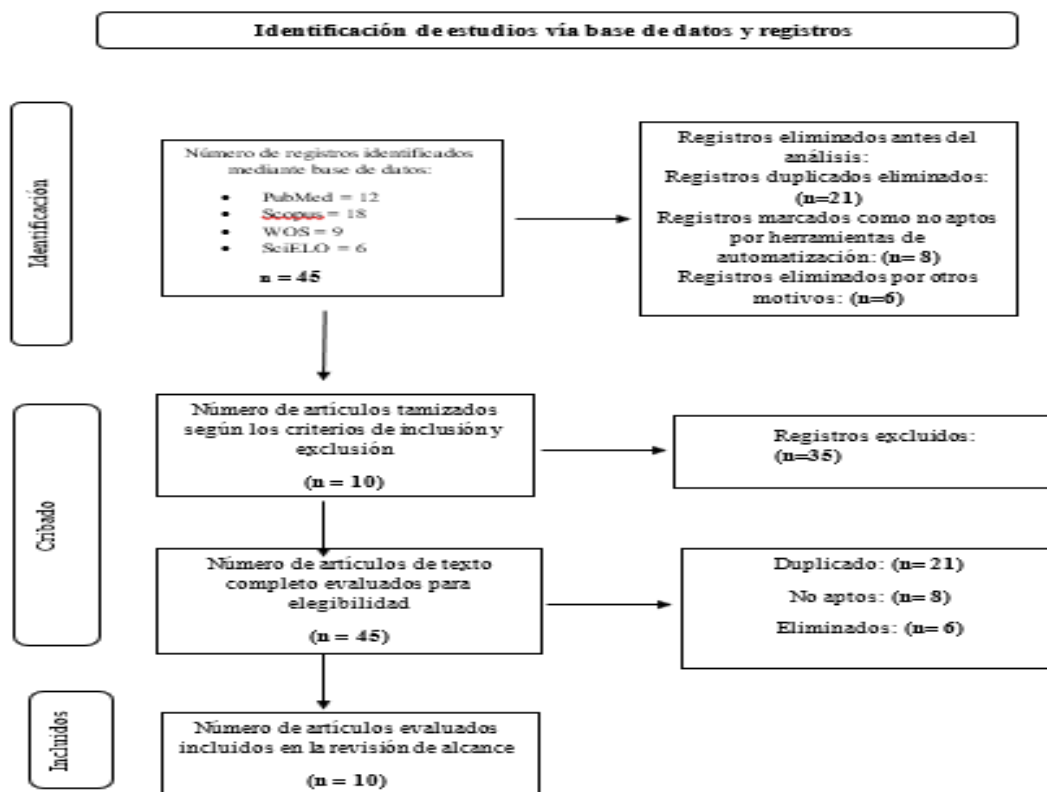 Identificación de estudios vía base de datos y registros
Identificación
Número de registros identificados
mediante base de datos:
• PubMed = 12
• Scopus = 18
• WOS = 9
• SciELO = 6
n = 45
Registros eliminados antes del
análisis:
Registros duplicados eliminados:
(n=21)
Registros marcados como no aptos
por herramientas de
automatización: (n= 8)
Registros eliminados por otros
motivos: (n=6)
Cribado
Número de artículos tamizados
según los criterios de inclusión y
exclusión
(n = 10)
Registros excluidos:
(n=35)
Número de artículos de texto
completo evaluados para
elegibilidad
(n = 45)
Duplicado: (n= 21)
No aptos: (n= 8)
Eliminados: (n= 6)
Incluidos
Número de artículos evaluados
incluidos en la revisión de alcance
(n = 10)